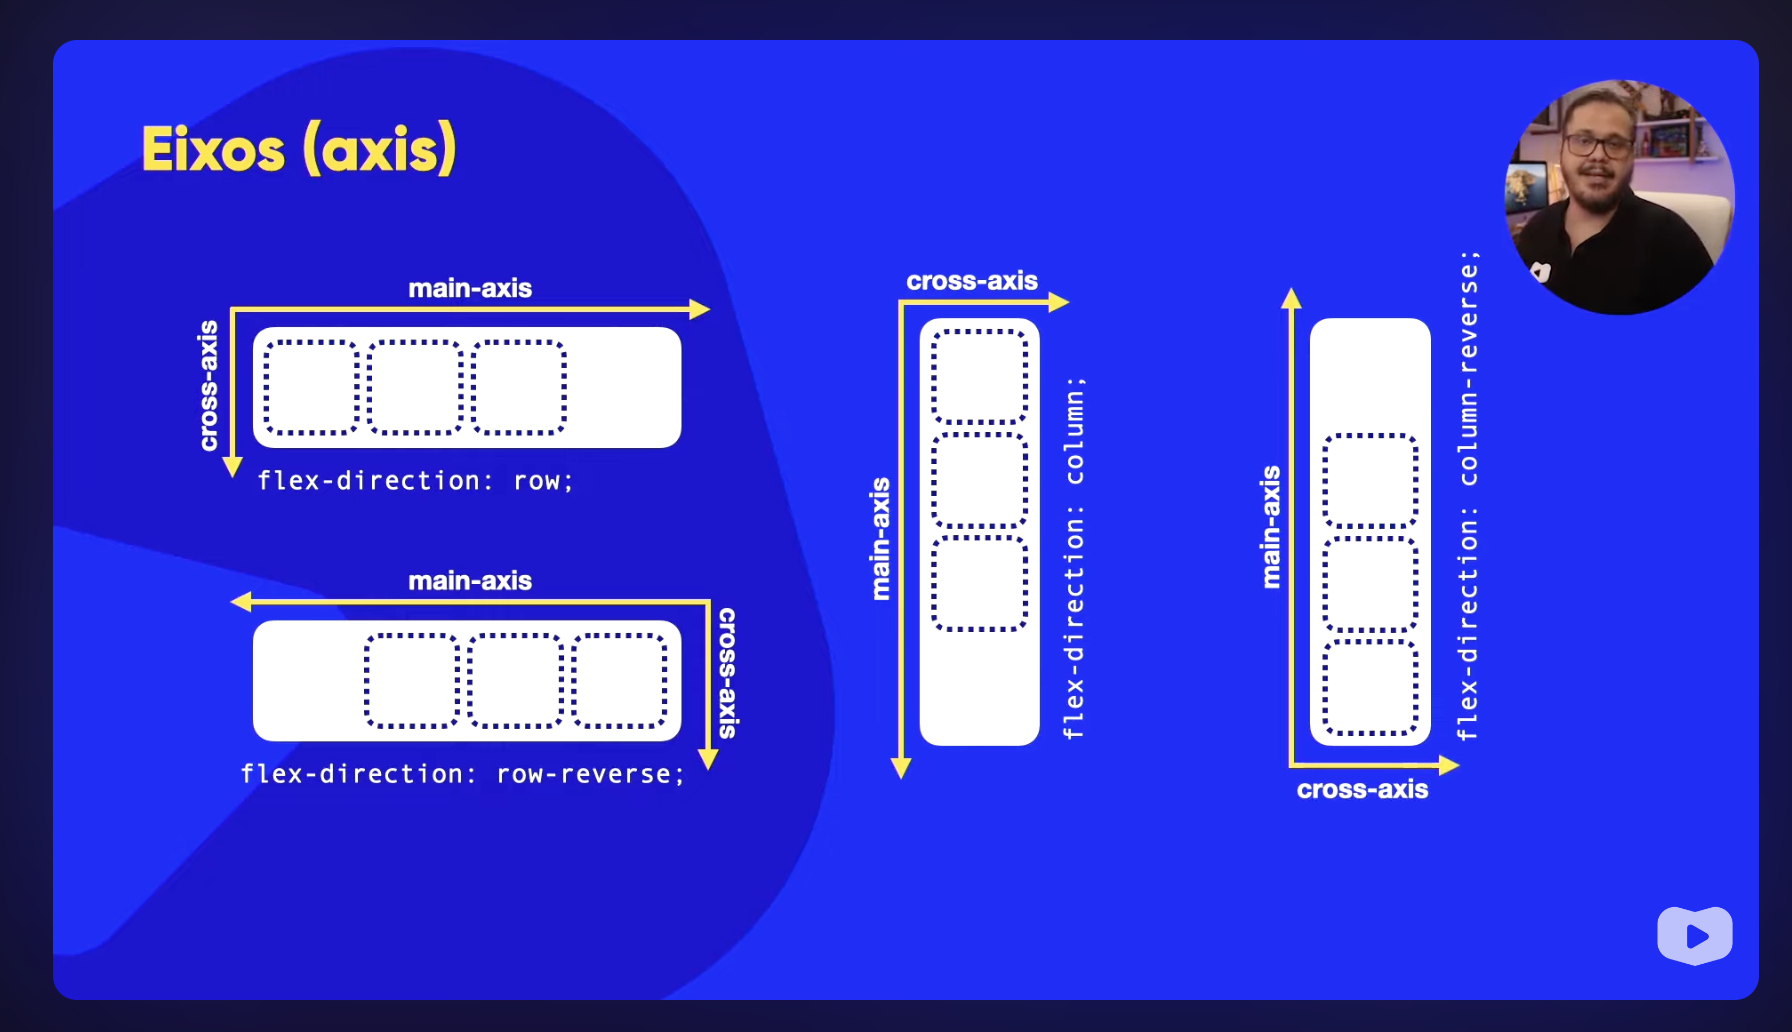 Eixos (axis)
main-axis
cross-axis
flex-direction: row;
main-axis
cross-axis
flex-direction: row-reverse;
cross-axis
main-axis
flex-direction: column;
main-axis
cross-axis
flex-direction: column-reverse;